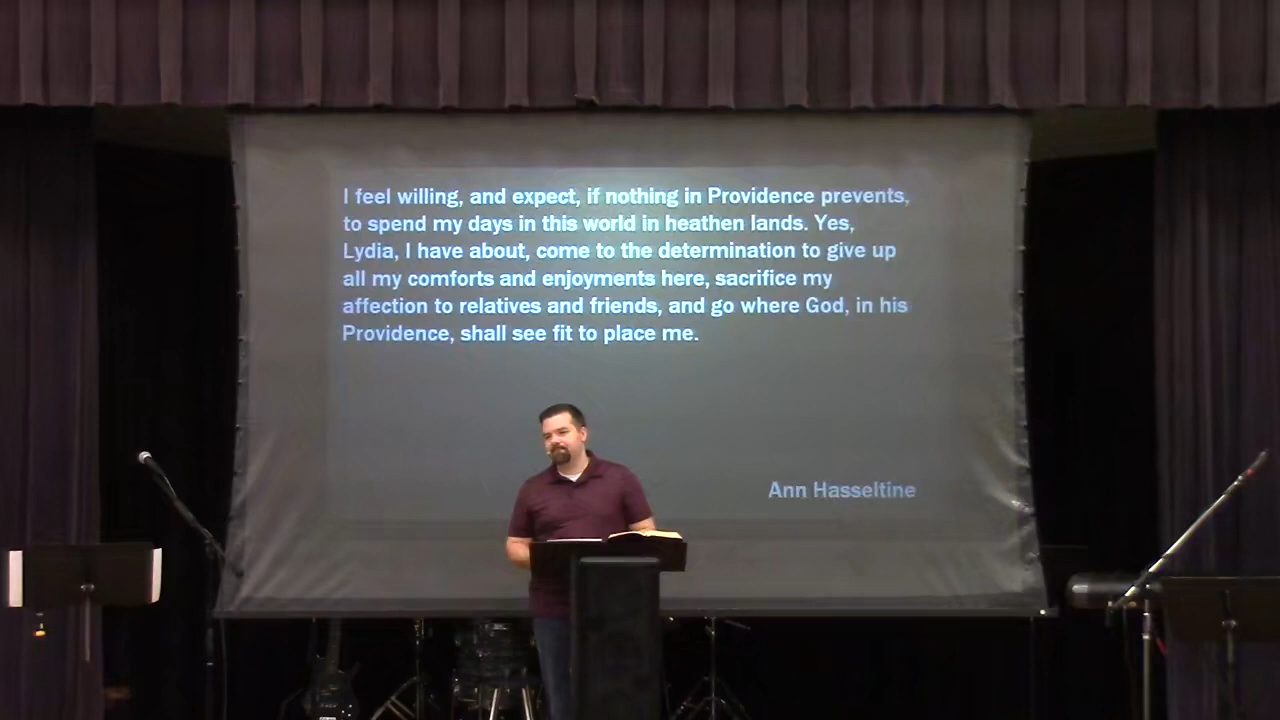 I feel willing, and expect, if nothing in Providence prevents,
to spend my days in this world in heathen lands. Yes,
Lydia, I have about, come to the determination to give up
all my comforts and enjoyments here, sacrifice my
affection to relatives and friends, and go where God, in his
Providence, shall see fit to place me.
Ann Hasseltine